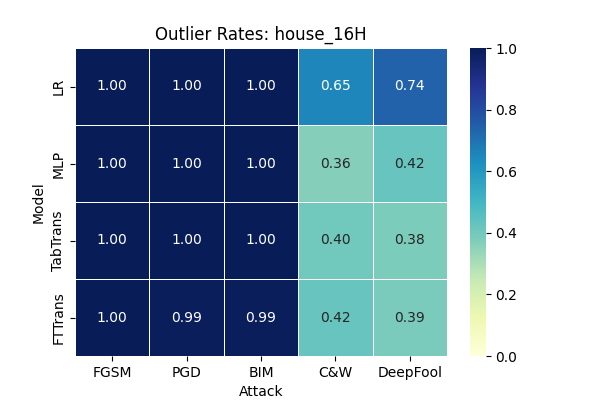 Outlier Rates: house_16H
Model
LR 1.00 1.00 1.00 0.65 0.74
MLP 1.00 1.00 1.00 0.36 0.42
TabTrans 1.00 1.00 1.00 0.40 0.38
FTTrans 1.00 0.99 0.99 0.42 0.39
FGSM PGD BIM C&W DeepFool
Attack
1.0
0.8
0.6
0.4
0.2
0.0